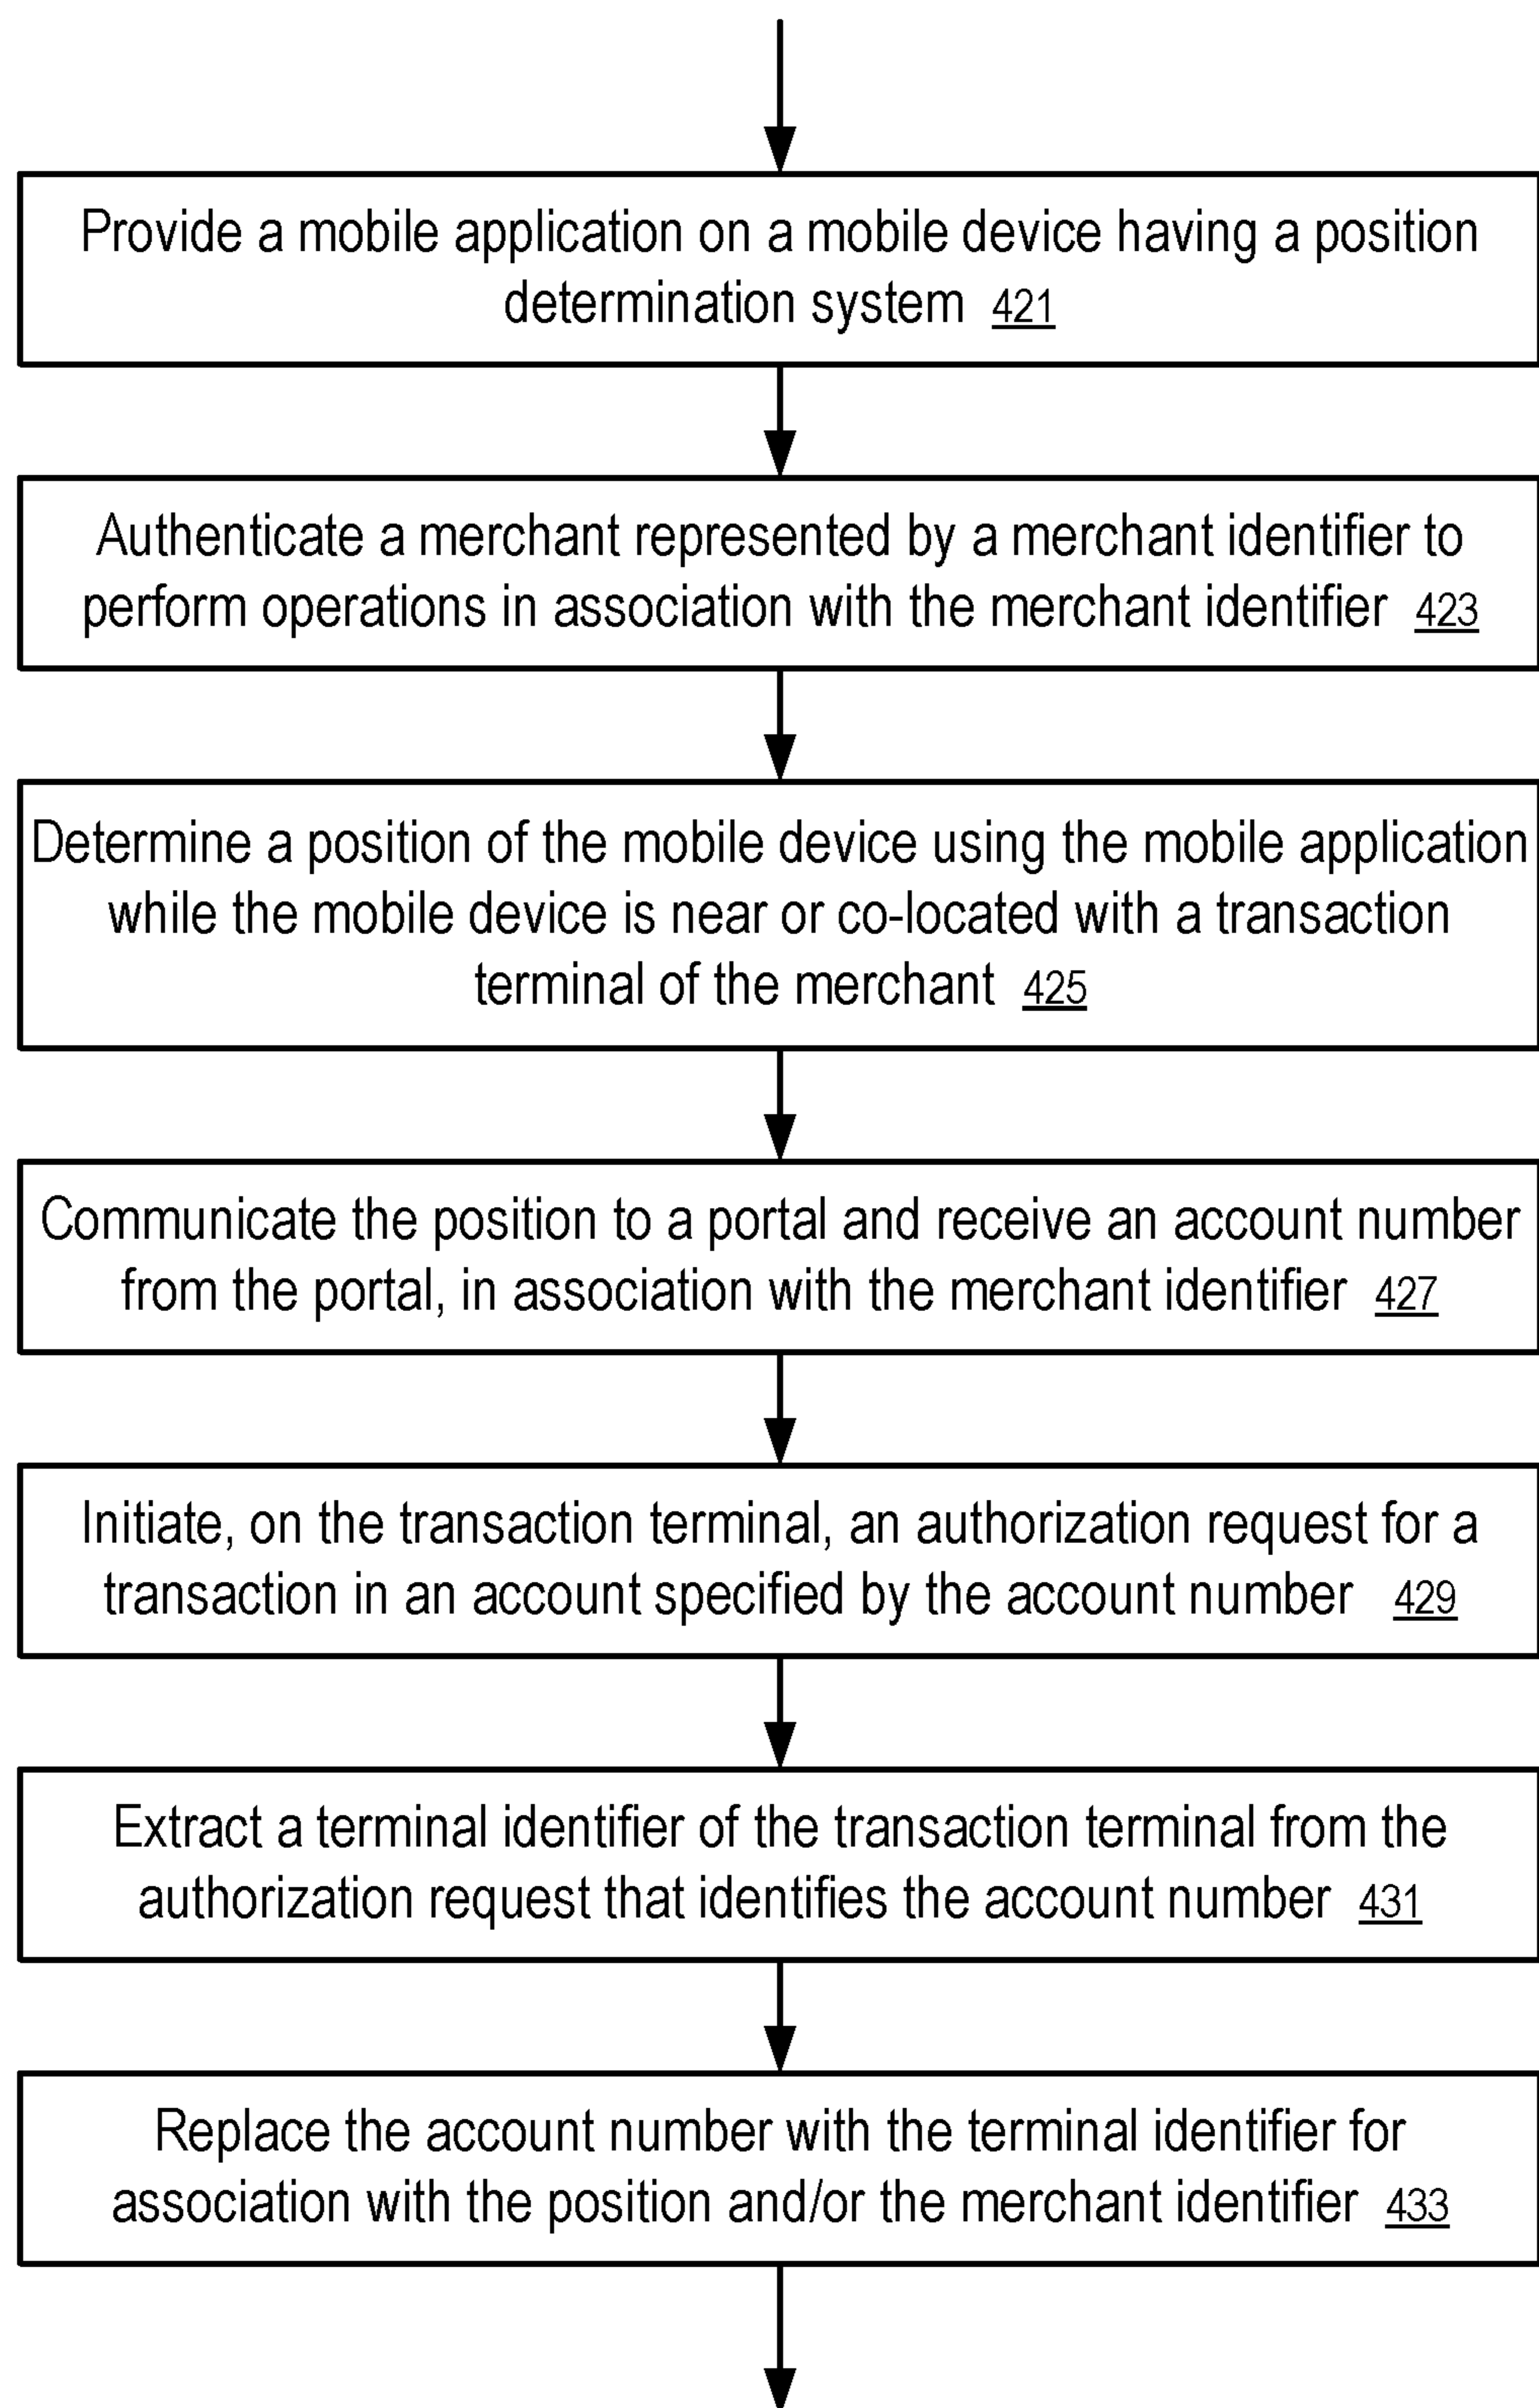 Provide a mobile application on a mobile device having a position
determination system 421
Authenticate a merchant represented by a merchant identifier to
perform operations in association with the merchant identifier 423
Determine a position of the mobile device using the mobile application
while the mobile device is near or co-located with a transaction
terminal of the merchant 425
Communicate the position to a portal and receive an account number
from the portal, in association with the merchant identifier 427
Initiate, on the transaction terminal, an authorization request for a
transaction in an account specified by the account number 429
Extract a terminal identifier of the transaction terminal from the
authorization request that identifies the account number 431
Replace the account number with the terminal identifier for
association with the position and/or the merchant identifier 433